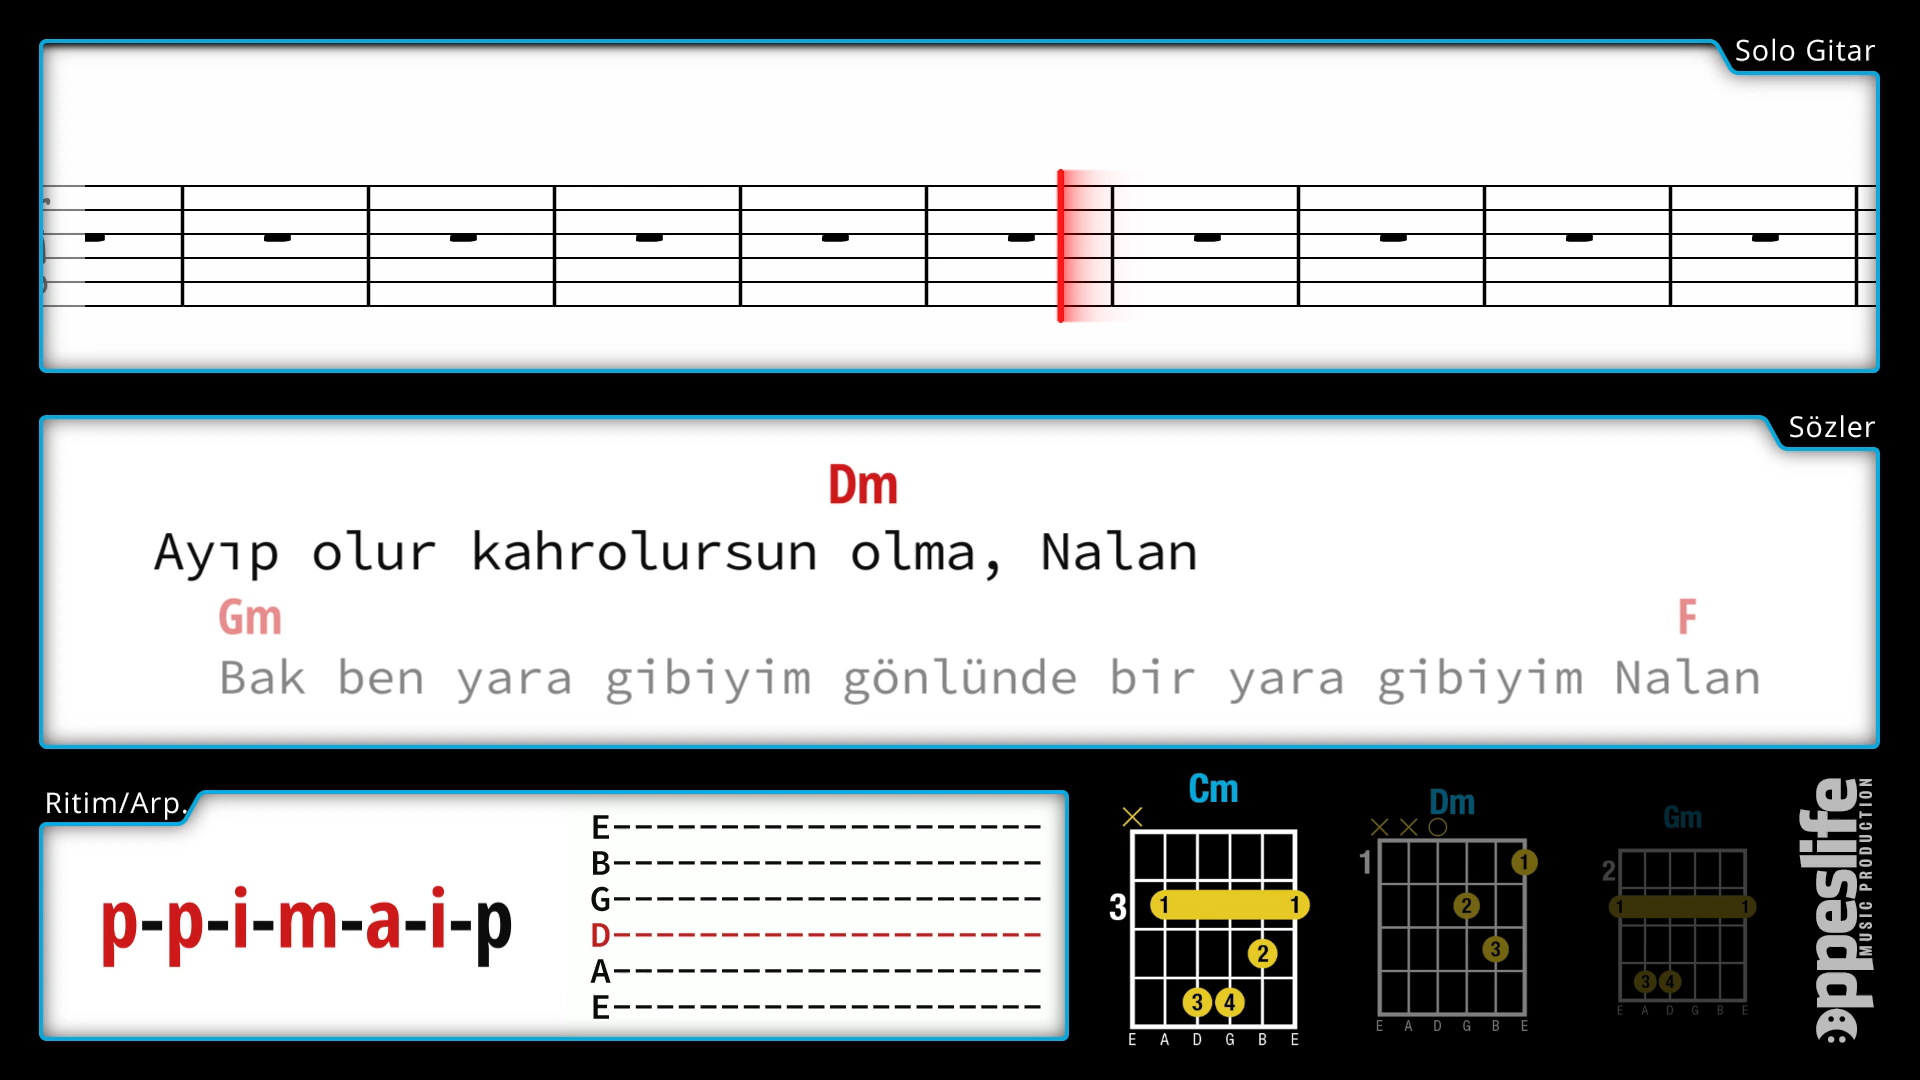 Solo Gitar
Sözler
Dm
Ayıp olur kahrolursun olma, Nalan
Gm F
Bak ben yara gibiyim gönlünde bir yara gibiyim Nalan
Ritim/Arp.
p-p-i-m-a-i-p
E
B
G
D
A
E
Cm
3
1 1
2
3 4
E A D G B E
Dm
1
1
2
3
E A D G B E
Gm
2
1 1
3 4
E A D G B E
ppeslife
MUSIC PRODUCTION